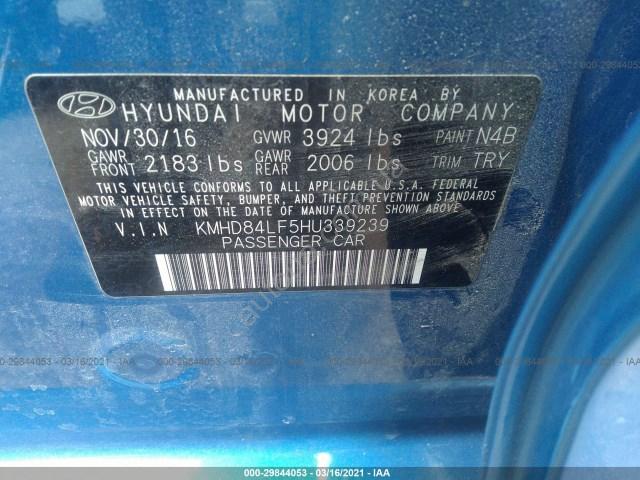 MANUFACTURED IN KOREA BY
HYUNDAI MOTOR COMPANY
NOV/30/16 GVWR 3924 lbs PAINT N4B
GAWR FRONT 2183 lbs GAWR REAR 2006 lbs TRIM TRY
THIS VEHICLE CONFORMS TO ALL APPLICABLE U.S.A. FEDERAL
MOTOR VEHICLE SAFETY, BUMPER, AND THEFT PREVENTION STANDARDS
IN EFFECT ON THE DATE OF MANUFACTURE SHOWN ABOVE.
V.I.N KMHD84LF5HU339239
PASSENGER CAR
000-29844053 - 03/16/2021 - IAA